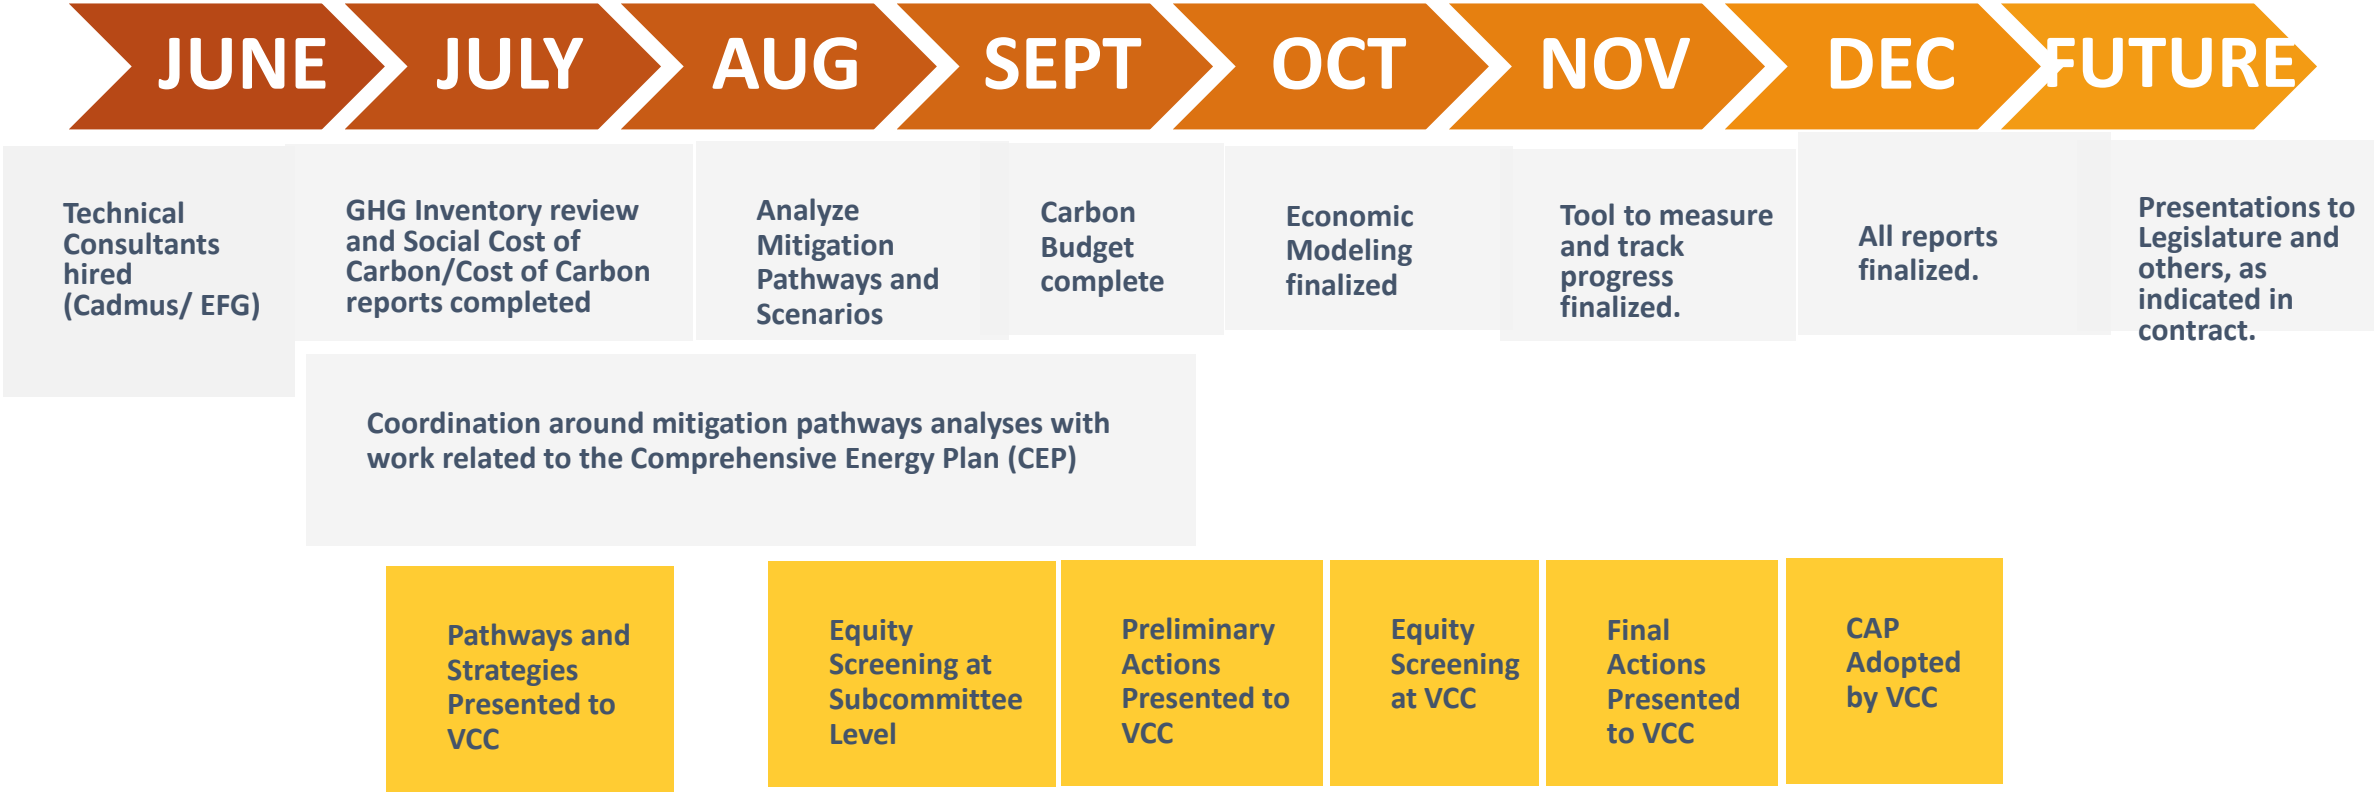 JUNE
JULY
AUG
SEPT
OCT
NOV
DEC
FUTURE
Technical
Consultants
hired
(Cadmus/ EFG)
GHG Inventory review
and Social Cost of
Carbon/Cost of Carbon
reports completed
Analyze
Mitigation
Pathways and
Scenarios
Carbon
Budget
complete
Economic
Modeling
finalized
Tool to measure
and track
progress
finalized.
All reports
finalized.
Presentations to
Legislature and
others, as
indicated in
contract.
Coordination around mitigation pathways analyses with
work related to the Comprehensive Energy Plan (CEP)
Pathways and
Strategies
Presented to
VCC
Equity
Screening at
Subcommittee
Level
Preliminary
Actions
Presented to
VCC
Equity
Screening
at VCC
Final
Actions
Presented
to VCC
CAP
Adopted
by VCC